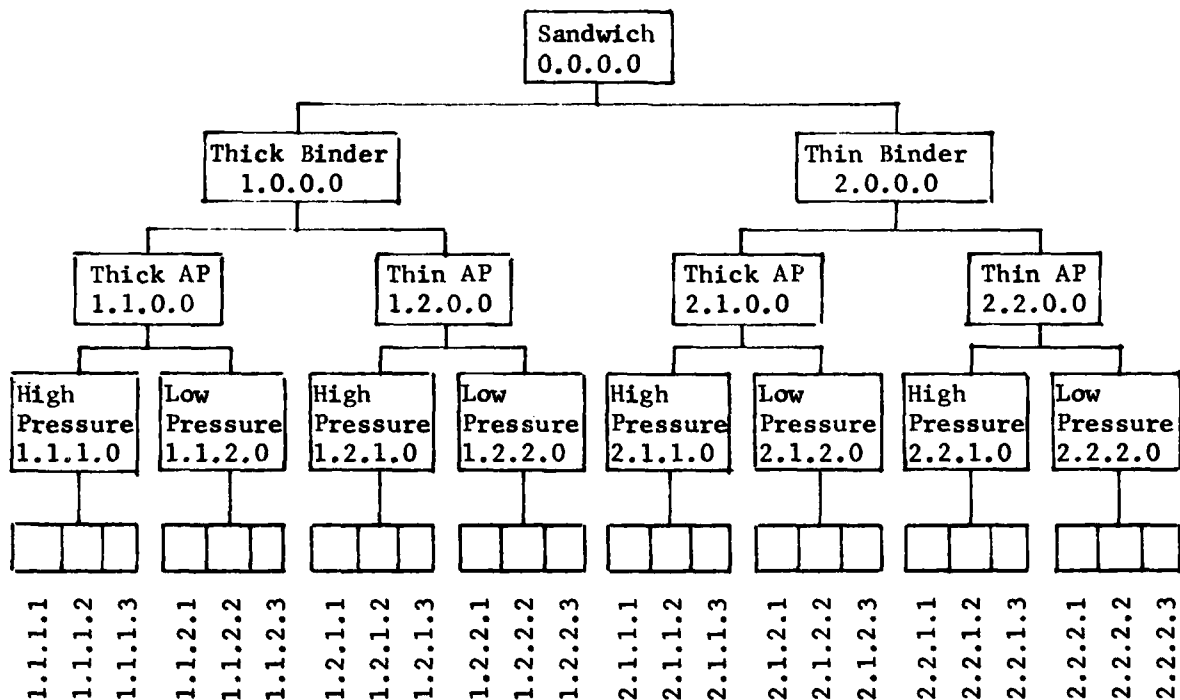 Sandwich
0.0.0.0
Thick Binder
1.0.0.0
Thin Binder
2.0.0.0
Thick AP
1.1.0.0
Thin AP
1.2.0.0
Thick AP
2.1.0.0
Thin AP
2.2.0.0
High
Pressure
1.1.1.0
Low
Pressure
1.1.2.0
High
Pressure
1.2.1.0
Low
Pressure
1.2.2.0
High
Pressure
2.1.1.0
Low
Pressure
2.1.2.0
High
Pressure
2.2.1.0
Low
Pressure
2.2.2.0
1.1.1.1
1.1.1.2
1.1.1.3
1.1.2.1
1.1.2.2
1.1.2.3
1.2.1.1
1.2.1.2
1.2.1.3
1.2.2.1
1.2.2.2
1.2.2.3
2.1.1.1
2.1.1.2
2.1.1.3
2.1.2.1
2.1.2.2
2.1.2.3
2.2.1.1
2.2.1.2
2.2.1.3
2.2.2.1
2.2.2.2
2.2.2.3